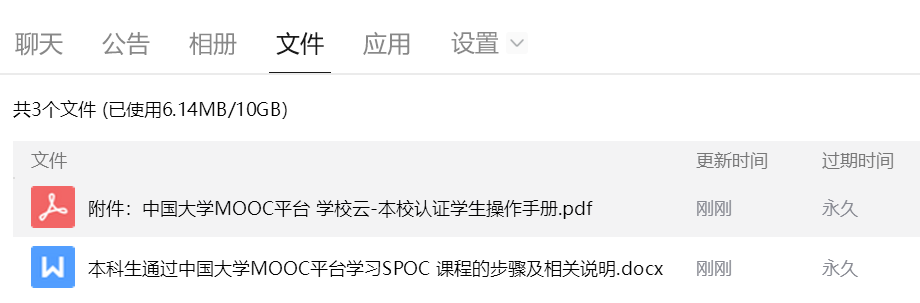 聊天 公告 相册 文件 应用 设置
共3个文件 (已使用6.14MB/10GB)
文件 更新时间 过期时间
附件：中国大学MOOC平台 学校云-本校认证学生操作手册.pdf 刚刚 永久
本科生通过中国大学MOOC平台学习SPOC 课程的步骤及相关说明.docx 刚刚 永久